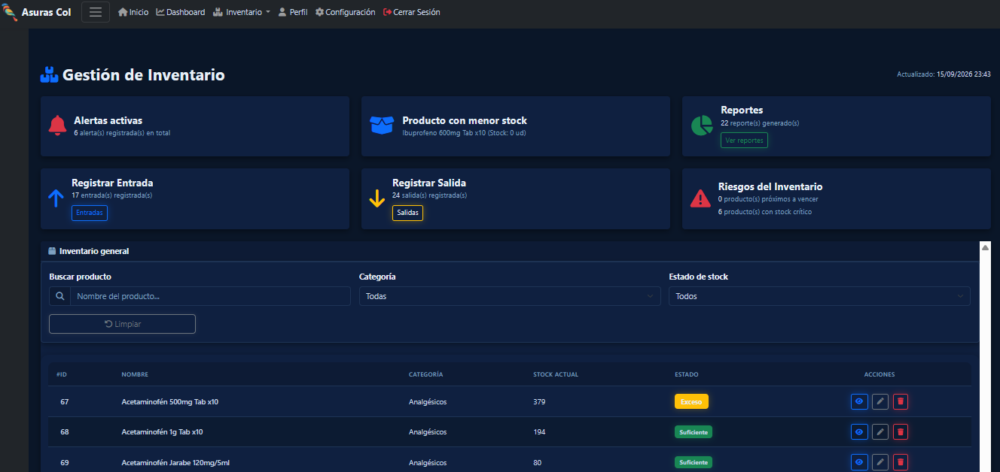 Asuras Col Inicio Dashboard Inventario Perfil Configuración Cerrar Sesión
Gestión de Inventario
Actualizado: 15/09/2026 23:43
Alertas activas
6 alerta(s) registrada(s) en total
Producto con menor stock
Ibuprofeno 600mg Tab x10 (Stock: 0 ud)
Reportes
22 reporte(s) generado(s)
Ver reportes
Registrar Entrada
17 entrada(s) registrada(s)
Entradas
Registrar Salida
24 salida(s) registrada(s)
Salidas
Riesgos del Inventario
0 producto(s) próximos a vencer
6 producto(s) con stock crítico
Inventario general
Buscar producto
Nombre del producto...
Categoría
Todas
Estado de stock
Todos
Limpiar
#ID NOMBRE CATEGORÍA STOCK ACTUAL ESTADO ACCIONES
67 Acetaminofén 500mg Tab x10 Analgésicos 379 Exceso
68 Acetaminofén 1g Tab x10 Analgésicos 194 Suficiente
69 Acetaminofén Jarabe 120mg/5ml Analgésicos 80 Suficiente